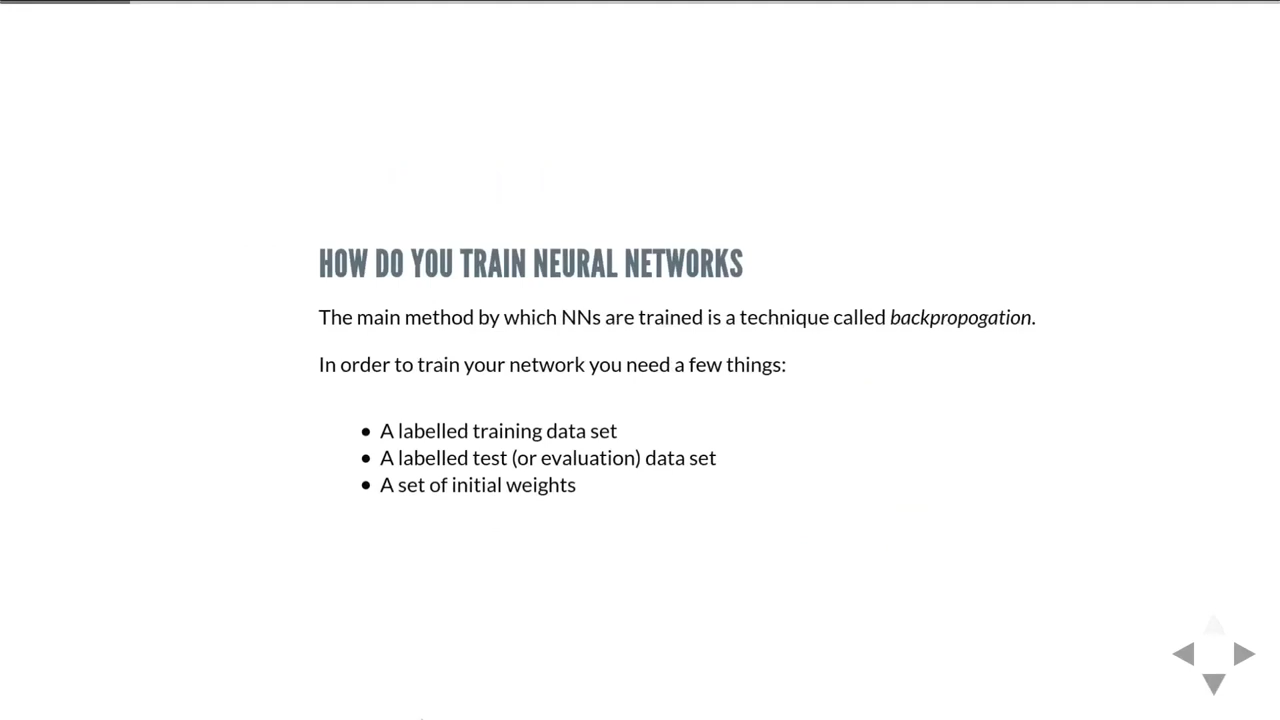 HOW DO YOU TRAIN NEURAL NETWORKS
The main method by which NNs are trained is a technique called backpropogation.
In order to train your network you need a few things:
• A labelled training data set
• A labelled test (or evaluation) data set
• A set of initial weights